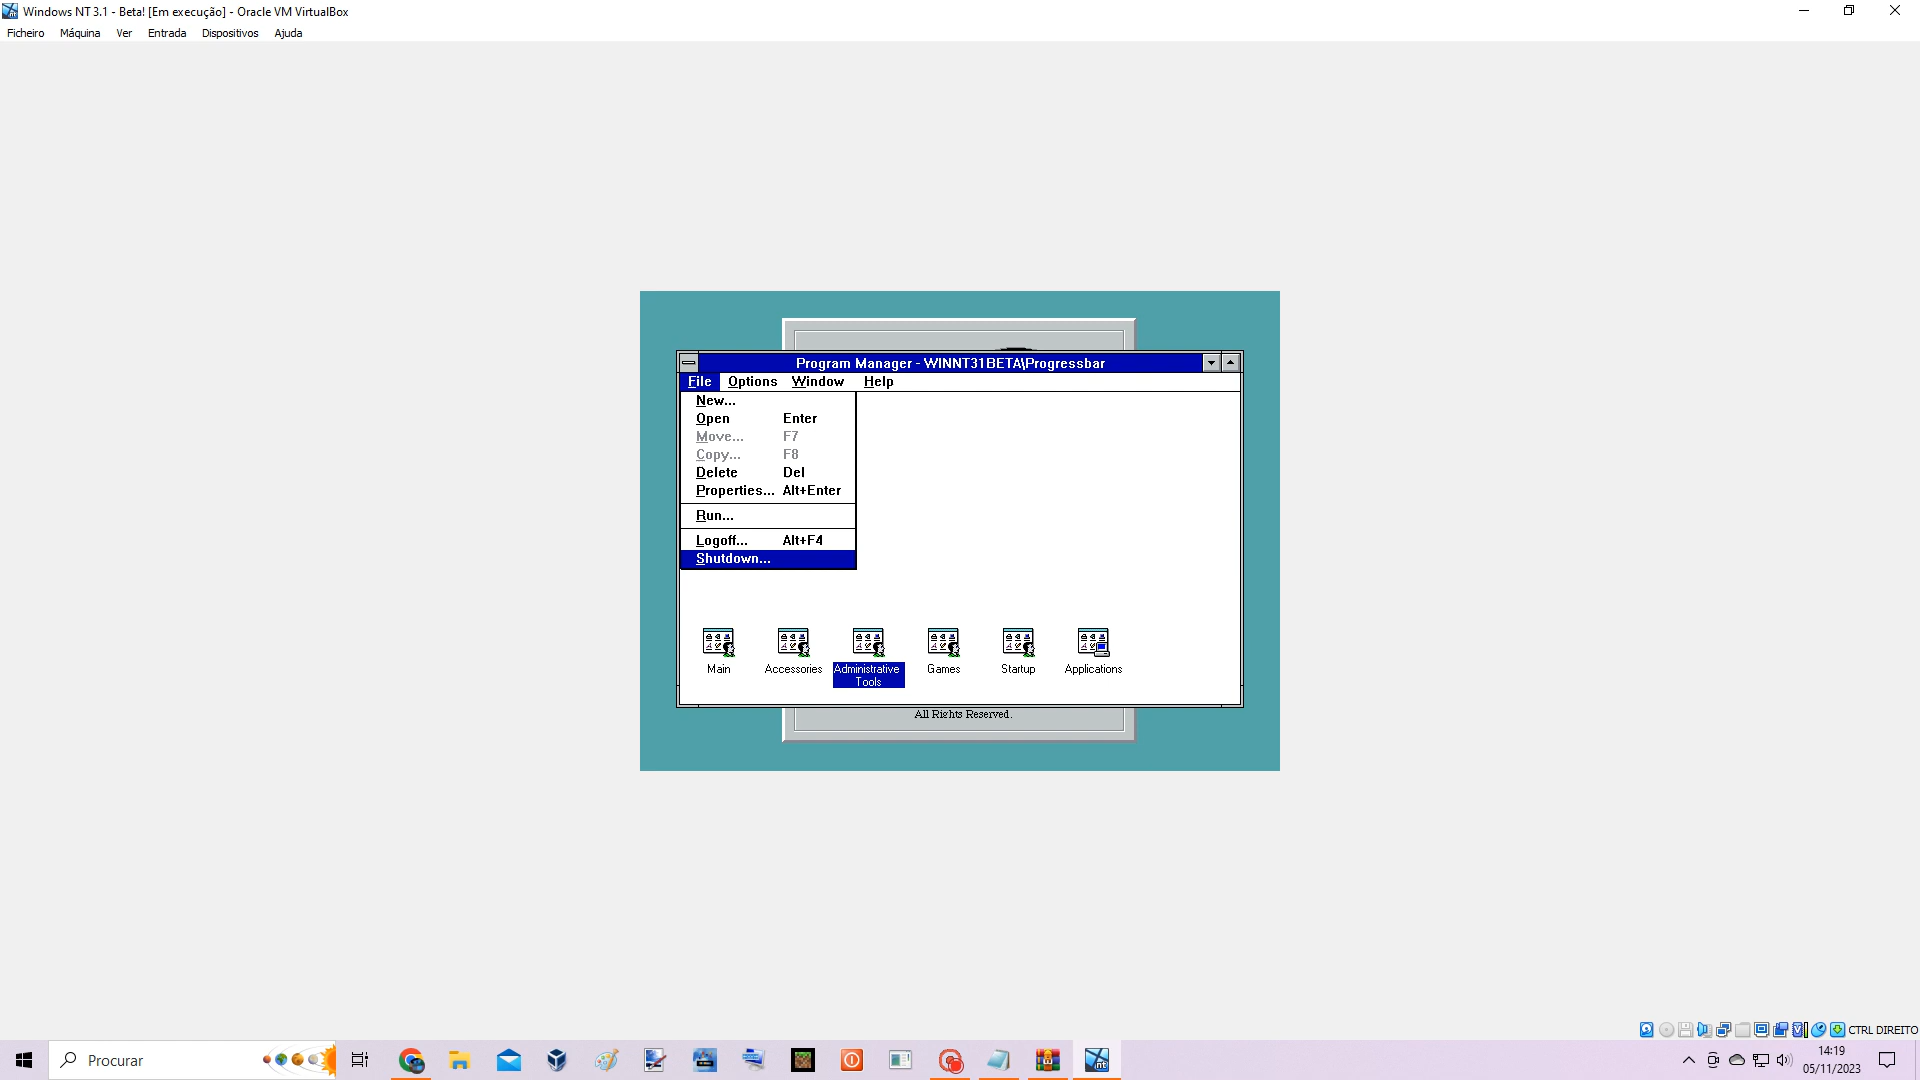 Windows NT 3.1 - Beta! [Em execução] - Oracle VM VirtualBox
Ficheiro Máquina Ver Entrada Dispositivos Ajuda
Program Manager - WINNT31BETA\Progressbar
File Options Window Help
New...
Open Enter
Move... F7
Copy... F8
Delete Del
Properties... Alt+Enter
Run...
Logoff... Alt+F4
Shutdown...
Main Accessories Administrative Tools Games Startup Applications
All Rights Reserved.
CTRL DIREITO
Procurar
14:19
05/11/2023